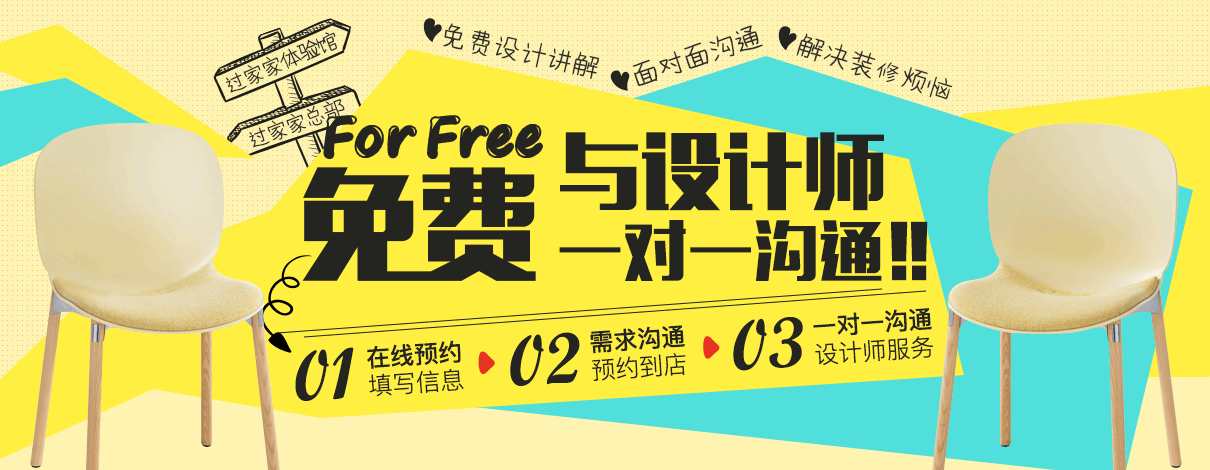 免费设计讲解
面对面沟通
解决装修烦恼
过家家体验馆
过家家总部
For Free
免费
与设计师
一对一沟通!!
01
在线预约
填写信息
02
需求沟通
预约到店
03
一对一沟通
设计师服务